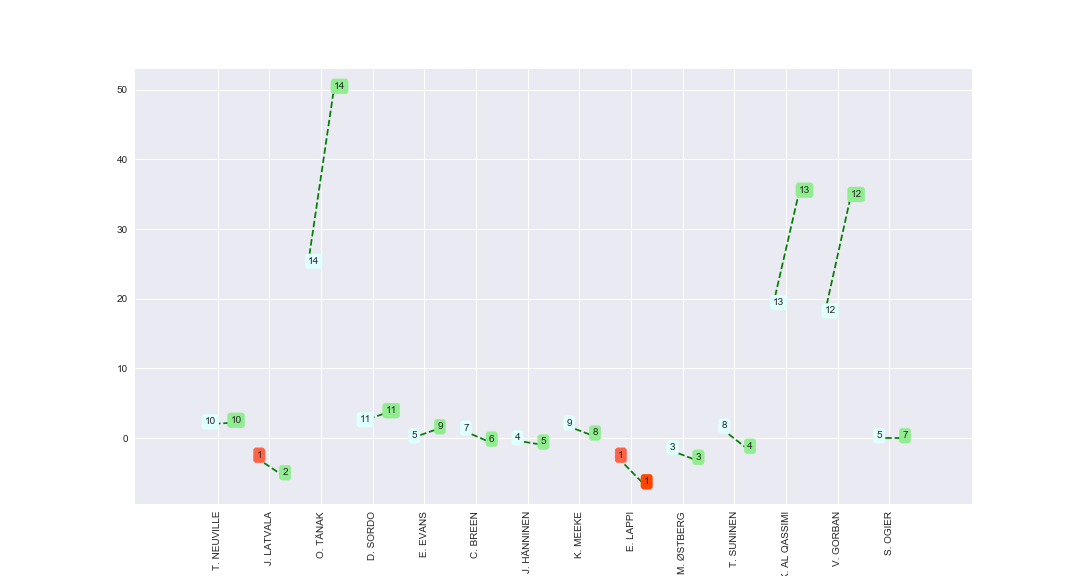 50
40
30
20
10
0
14
14
13
12
13
12
10
10
11
11
5
9
7
6
4
5
9
8
3
3
8
4
5
7
1
2
1
1
T. NEUVILLE
J. LATVALA
O. TÄNAK
D. SORDO
E. EVANS
C. BREEN
J. HÄNNINEN
K. MEEKE
E. LAPPI
M. ØSTBERG
T. SUNINEN
AL QASSIMI
V. GORBAN
S. OGIER